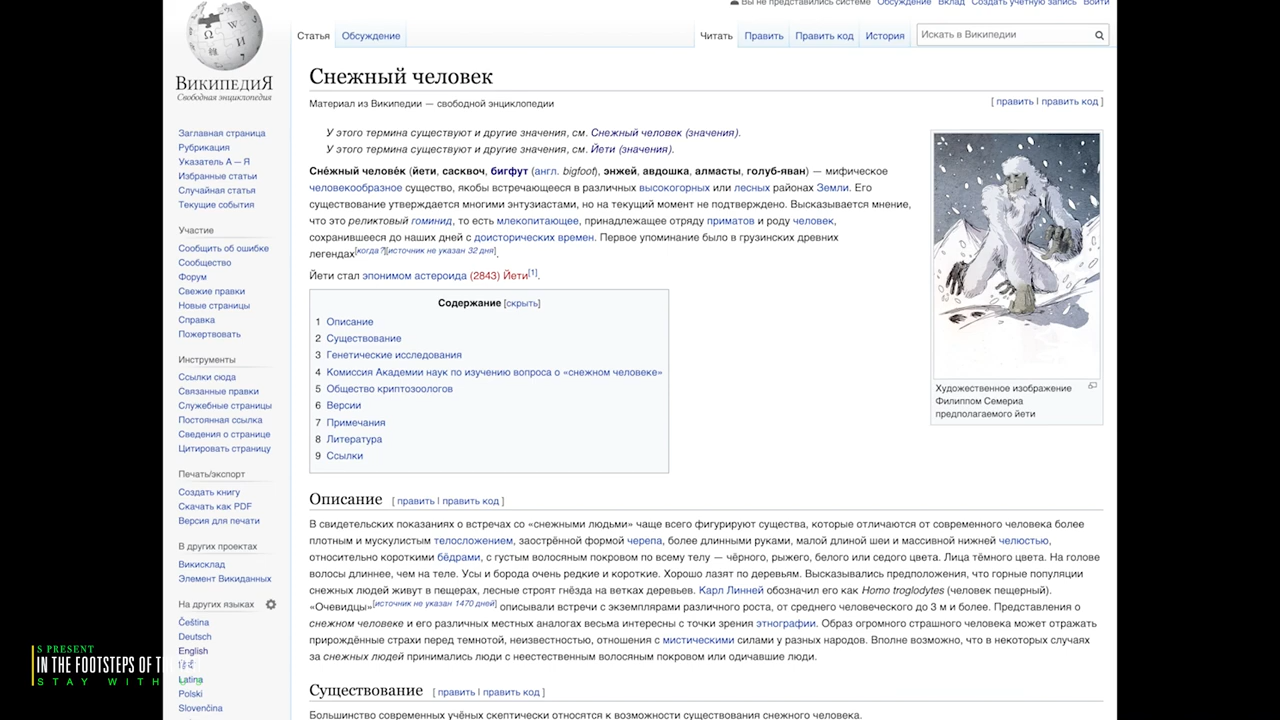 Вы не представились системе Обсуждение Вклад Создать учётную запись Войти
Статья Обсуждение Читать Править Править код История Искать в Википедии
ВИКИПЕДИЯ
Свободная энциклопедия
Заглавная страница
Рубрикация
Указатель А — Я
Избранные статьи
Случайная статья
Текущие события
Участие
Сообщить об ошибке
Сообщество
Форум
Свежие правки
Новые страницы
Справка
Пожертвовать
Инструменты
Ссылки сюда
Связанные правки
Служебные страницы
Постоянная ссылка
Сведения о странице
Цитировать страницу
Печать/экспорт
Создать книгу
Скачать как PDF
Версия для печати
В других проектах
Викисклад
Элемент Викиданных
На других языках
Čeština
Deutsch
English
Latina
Polski
Slovenčina
Снежный человек
Материал из Википедии — свободной энциклопедии
[ править | править код ]
У этого термина существуют и другие значения, см. Снежный человек (значения).
У этого термина существуют и другие значения, см. Йети (значения).
Сне́жный челове́к (йети, сасквоч, бигфут (англ. bigfoot), энжей, авдошка, алмасты, голуб-яван) — мифическое
человекообразное существо, якобы встречающееся в различных высокогорных или лесных районах Земли. Его
существование утверждается многими энтузиастами, но на текущий момент не подтверждено. Высказывается мнение,
что это реликтовый гоминид, то есть млекопитающее, принадлежащее отряду приматов и роду человек,
сохранившееся до наших дней с доисторических времен. Первое упоминание было в грузинских древних
легендах[когда?][источник не указан 32 дня].
Йети стал эпонимом астероида (2843) Йети[1].
Содержание [скрыть]
1 Описание
2 Существование
3 Генетические исследования
4 Комиссия Академии наук по изучению вопроса о «снежном человеке»
5 Общество криптозоологов
6 Версии
7 Примечания
8 Литература
9 Ссылки
Художественное изображение
Филиппом Семериа
предполагаемого йети
Описание [ править | править код ]
В свидетельских показаниях о встречах со «снежными людьми» чаще всего фигурируют существа, которые отличаются от современного человека более
плотным и мускулистым телосложением, заострённой формой черепа, более длинными руками, малой длиной шеи и массивной нижней челюстью,
относительно короткими бёдрами, с густым волосяным покровом по всему телу — чёрного, рыжего, белого или седого цвета. Лица тёмного цвета. На голове
волосы длиннее, чем на теле. Усы и борода очень редкие и короткие. Хорошо лазят по деревьям. Высказывались предположения, что горные популяции
снежных людей живут в пещерах, лесные строят гнёзда на ветках деревьев. Карл Линней обозначил его как Homo troglodytes (человек пещерный).
«Очевидцы»[источник не указан 1470 дней] описывали встречи с экземплярами различного роста, от среднего человеческого до 3 м и более. Представления о
снежном человеке и его различных местных аналогах весьма интересны с точки зрения этнографии. Образ огромного страшного человека может отражать
прирождённые страхи перед темнотой, неизвестностью, отношения с мистическими силами у разных народов. Вполне возможно, что в некоторых случаях
за снежных людей принимались люди с неестественным волосяным покровом или одичавшие люди.
Существование [ править | править код ]
Большинство современных учёных скептически относятся к возможности существования снежного человека.
S PRESENT
IN THE FOOTSTEPS OF T
STAY WITH